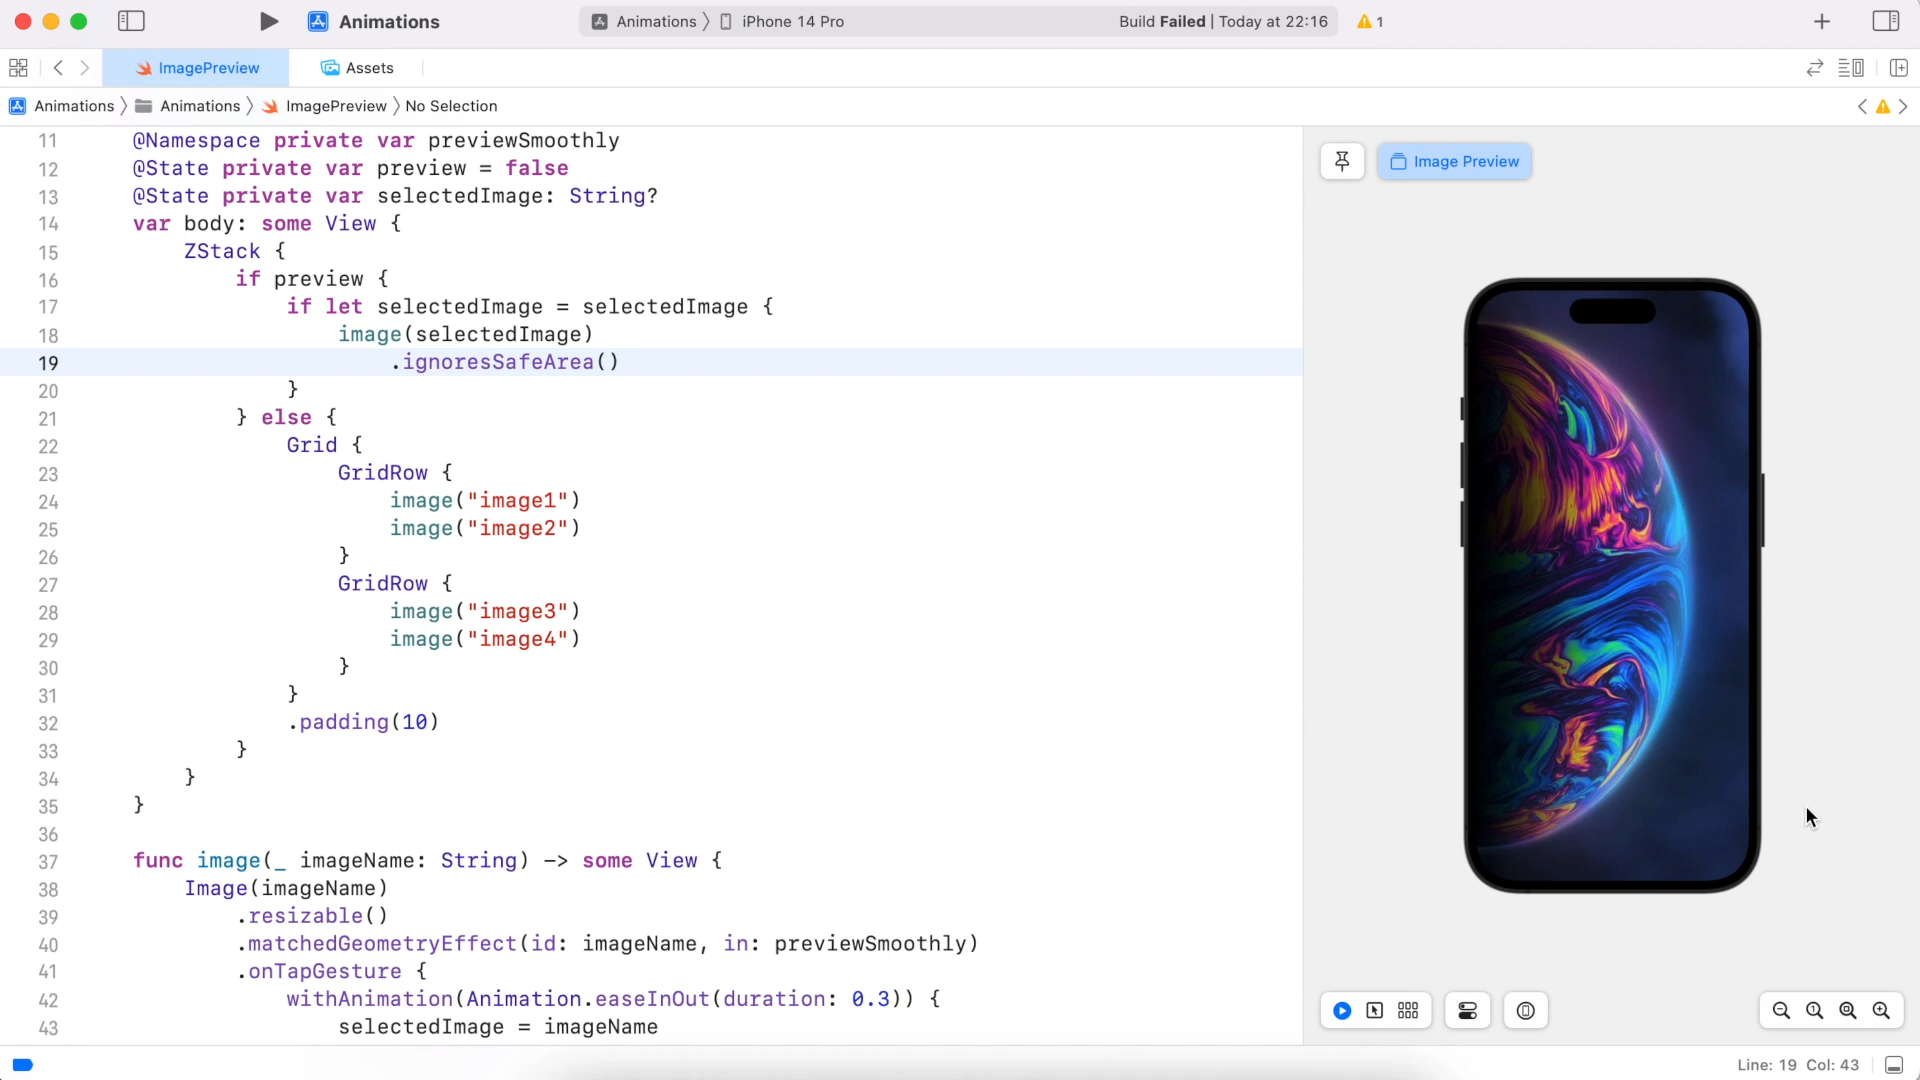 Animations
Animations 〉 iPhone 14 Pro
Build Failed | Today at 22:16
1
ImagePreview
Assets
Animations 〉 Animations 〉 ImagePreview 〉 No Selection
11 @Namespace private var previewSmoothly
12 @State private var preview = false
13 @State private var selectedImage: String?
14 var body: some View {
15 ZStack {
16 if preview {
17 if let selectedImage = selectedImage {
18 image(selectedImage)
19 .ignoresSafeArea()
20 }
21 } else {
22 Grid {
23 GridRow {
24 image("image1")
25 image("image2")
26 }
27 GridRow {
28 image("image3")
29 image("image4")
30 }
31 }
32 .padding(10)
33 }
34 }
35 }
36
37 func image(_ imageName: String) -> some View {
38 Image(imageName)
39 .resizable()
40 .matchedGeometryEffect(id: imageName, in: previewSmoothly)
41 .onTapGesture {
42 withAnimation(Animation.easeInOut(duration: 0.3)) {
43 selectedImage = imageName
Image Preview
Line: 19 Col: 43